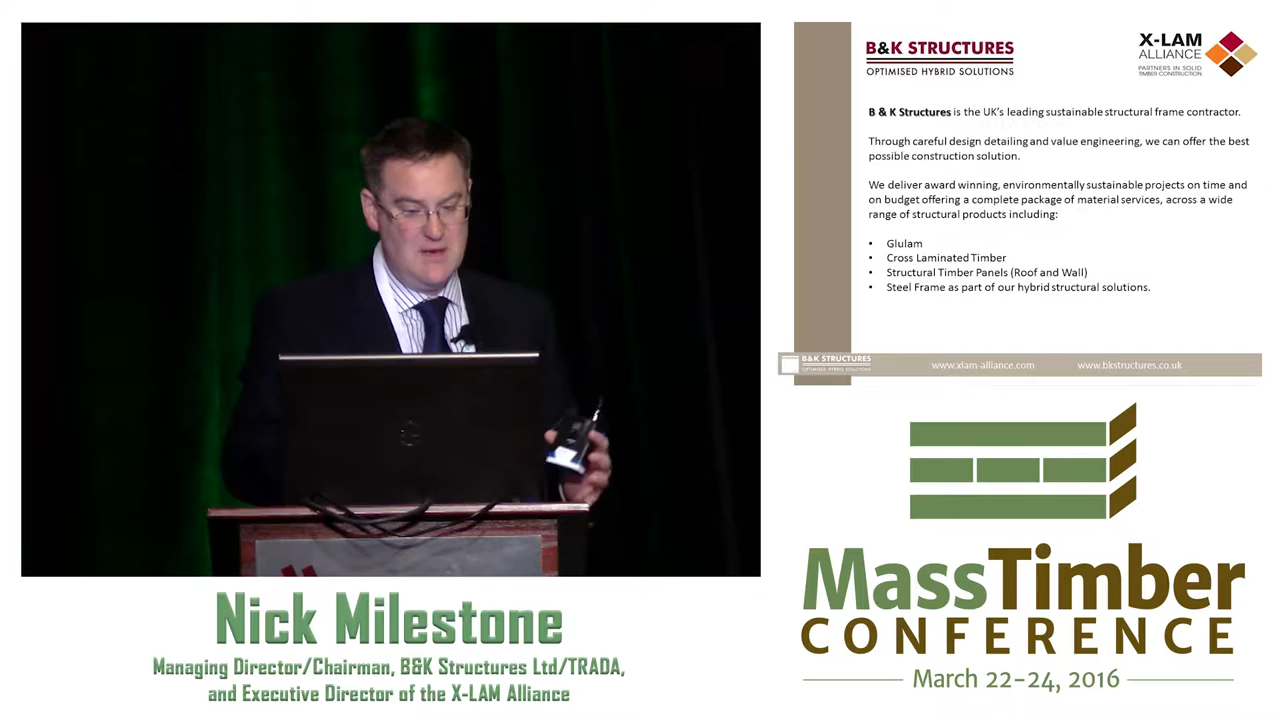 B&K STRUCTURES
OPTIMISED HYBRID SOLUTIONS
X-LAM
ALLIANCE
PARTNERS IN SOLID
TIMBER CONSTRUCTION
B & K Structures is the UK's leading sustainable structural frame contractor.
Through careful design detailing and value engineering, we can offer the best
possible construction solution.
We deliver award winning, environmentally sustainable projects on time and
on budget offering a complete package of material services, across a wide
range of structural products including:
• Glulam
• Cross Laminated Timber
• Structural Timber Panels (Roof and Wall)
• Steel Frame as part of our hybrid structural solutions.
B&K STRUCTURES
OPTIMISED HYBRID SOLUTIONS
www.xlam-alliance.com www.bkstructures.co.uk
MassTimber
CONFERENCE
March 22-24, 2016
Nick Milestone
Managing Director/Chairman, B&K Structures Ltd/TRADA,
and Executive Director of the X-LAM Alliance